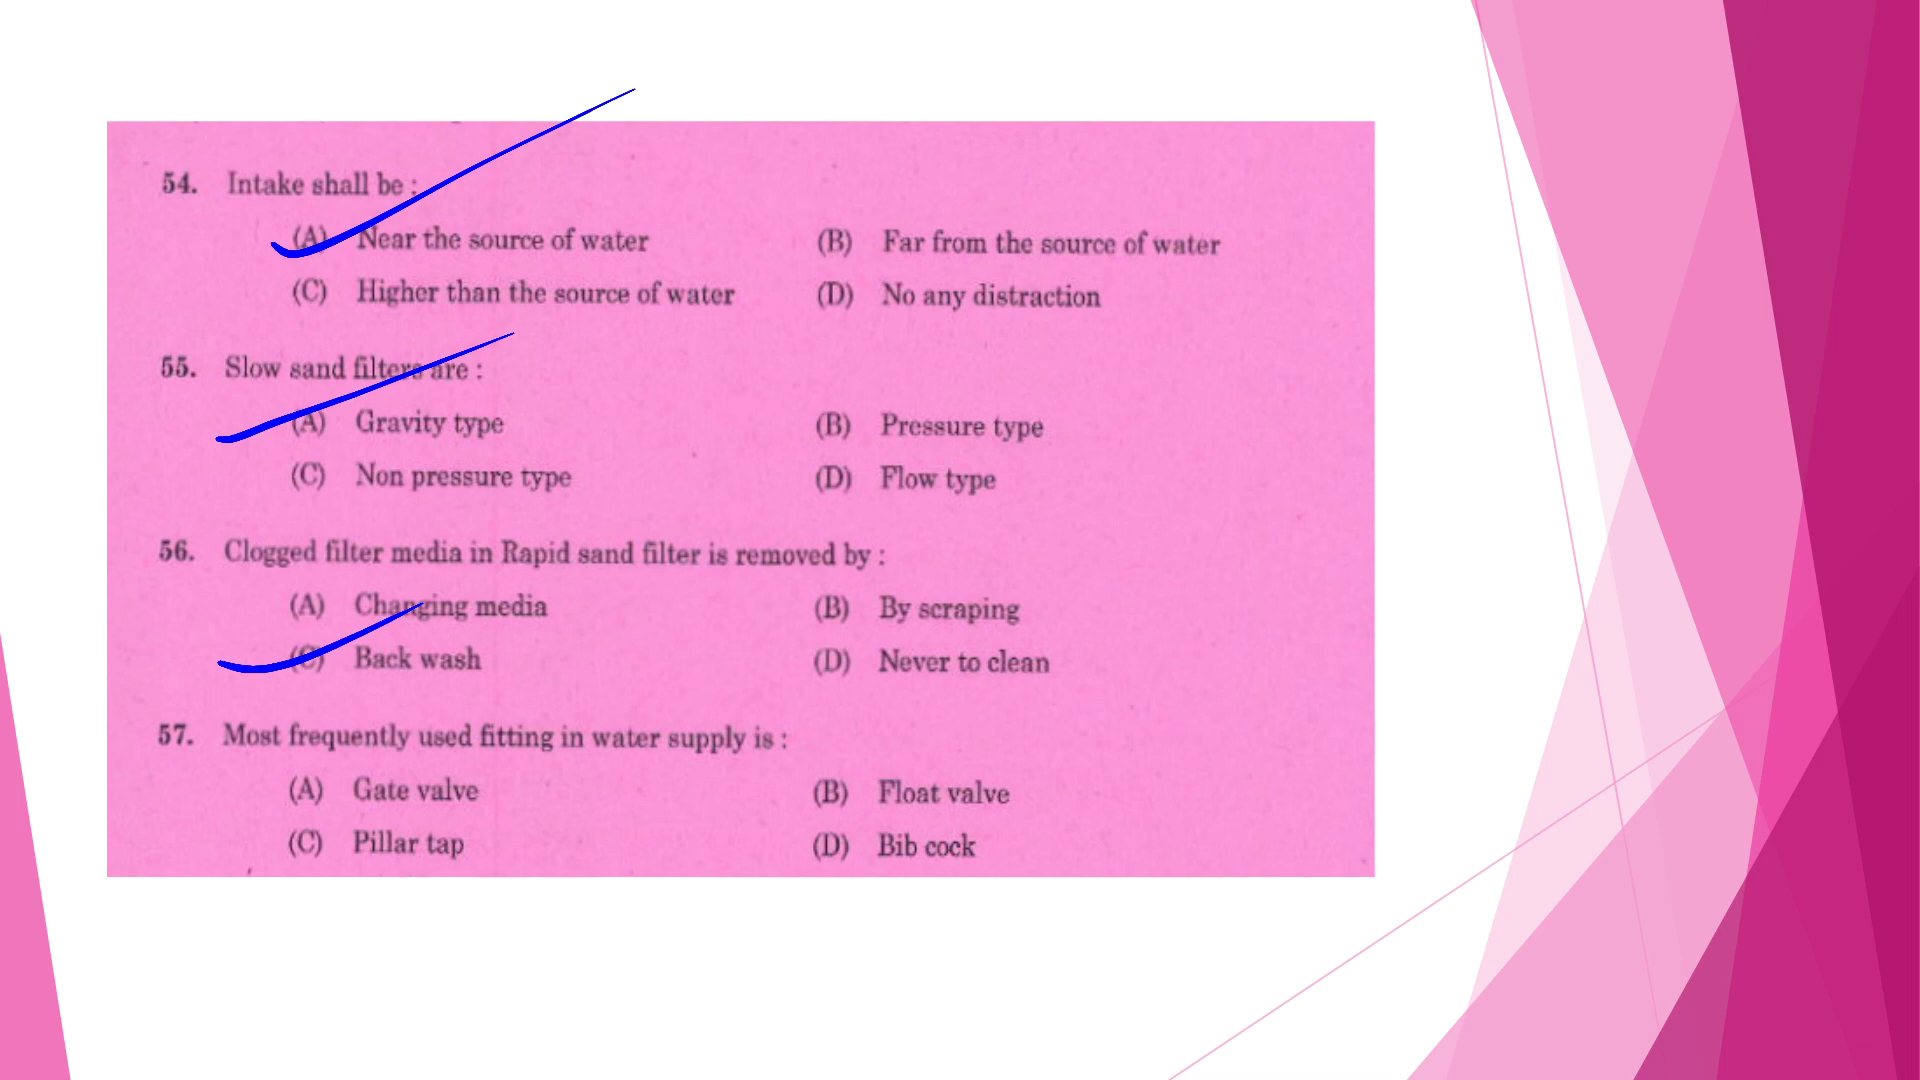 54. Intake shall be :
(A) Near the source of water (B) Far from the source of water
(C) Higher than the source of water (D) No any distraction
55. Slow sand filters are :
(A) Gravity type (B) Pressure type
(C) Non pressure type (D) Flow type
56. Clogged filter media in Rapid sand filter is removed by :
(A) Changing media (B) By scraping
(C) Back wash (D) Never to clean
57. Most frequently used fitting in water supply is :
(A) Gate valve (B) Float valve
(C) Pillar tap (D) Bib cock